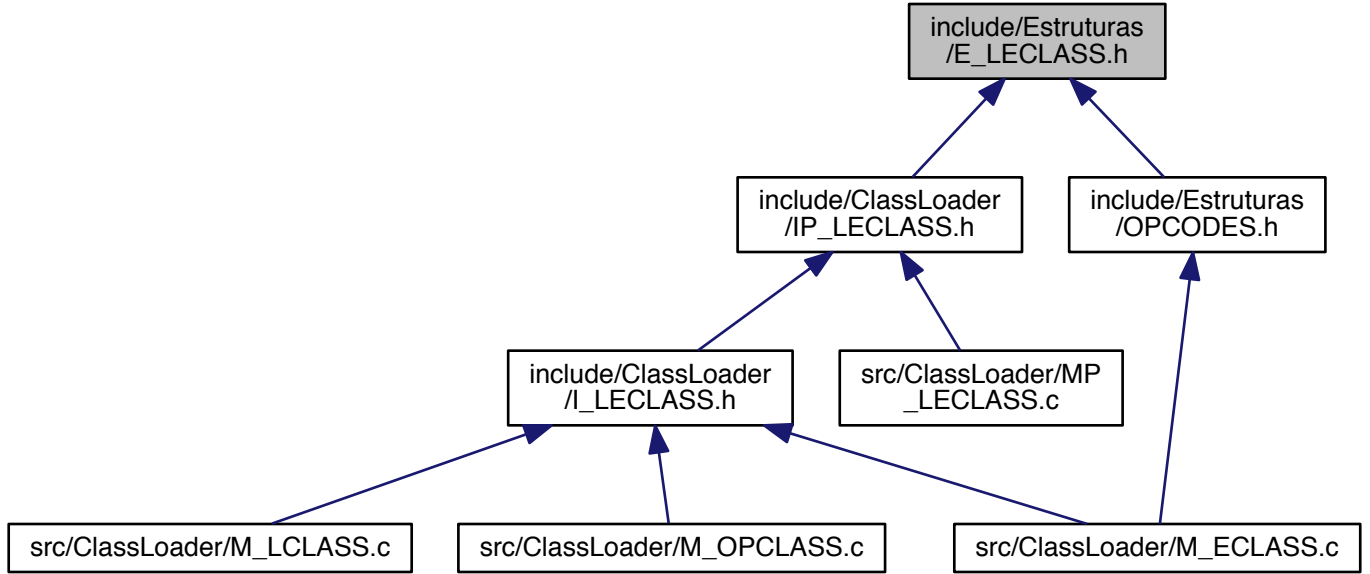 include/Estruturas
/E_LECLASS.h
include/ClassLoader
/IP_LECLASS.h
include/Estruturas
/OPCODES.h
include/ClassLoader
/I_LECLASS.h
src/ClassLoader/MP
_LECLASS.c
src/ClassLoader/M_LCLASS.c
src/ClassLoader/M_OPCLASS.c
src/ClassLoader/M_ECLASS.c